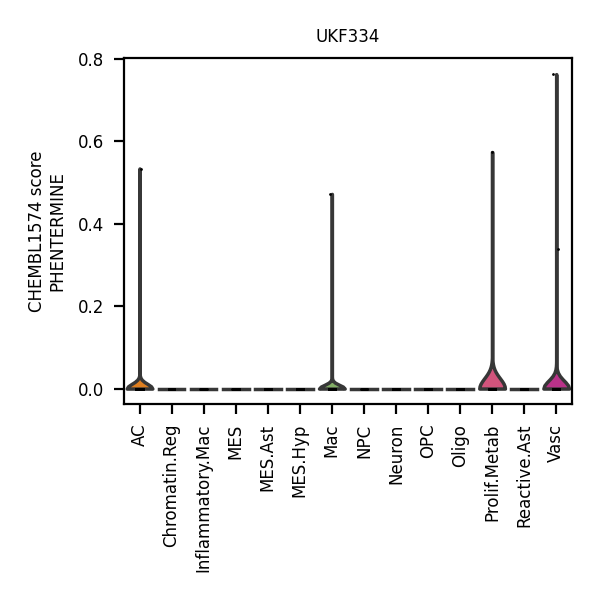 UKF334
CHEMBL1574 score
PHENTERMINE
0.8
0.6
0.4
0.2
0.0
AC
Chromatin.Reg
Inflammatory.Mac
MES
MES.Ast
MES.Hyp
Mac
NPC
Neuron
OPC
Oligo
Prolif.Metab
Reactive.Ast
Vasc